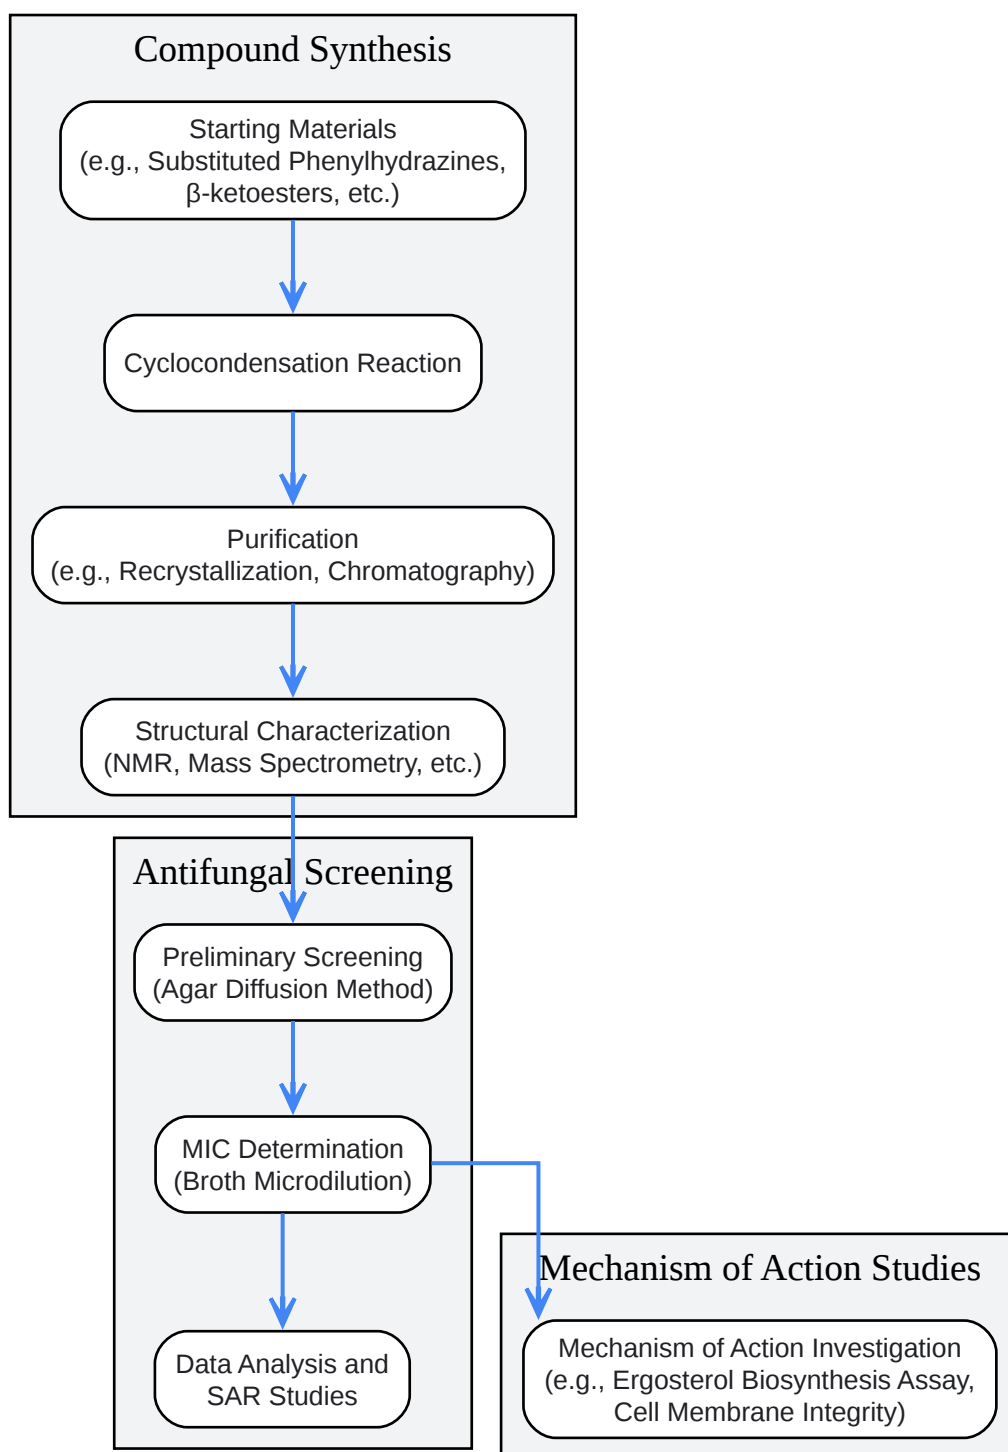 Compound Synthesis
Starting Materials
(e.g., Substituted Phenylhydrazines,
β-ketoesters, etc.)
Cyclocondensation Reaction
Purification
(e.g., Recrystallization, Chromatography)
Structural Characterization
(NMR, Mass Spectrometry, etc.)
Antifungal Screening
Preliminary Screening
(Agar Diffusion Method)
MIC Determination
(Broth Microdilution)
Data Analysis and
SAR Studies
Mechanism of Action Studies
Mechanism of Action Investigation
(e.g., Ergosterol Biosynthesis Assay,
Cell Membrane Integrity)